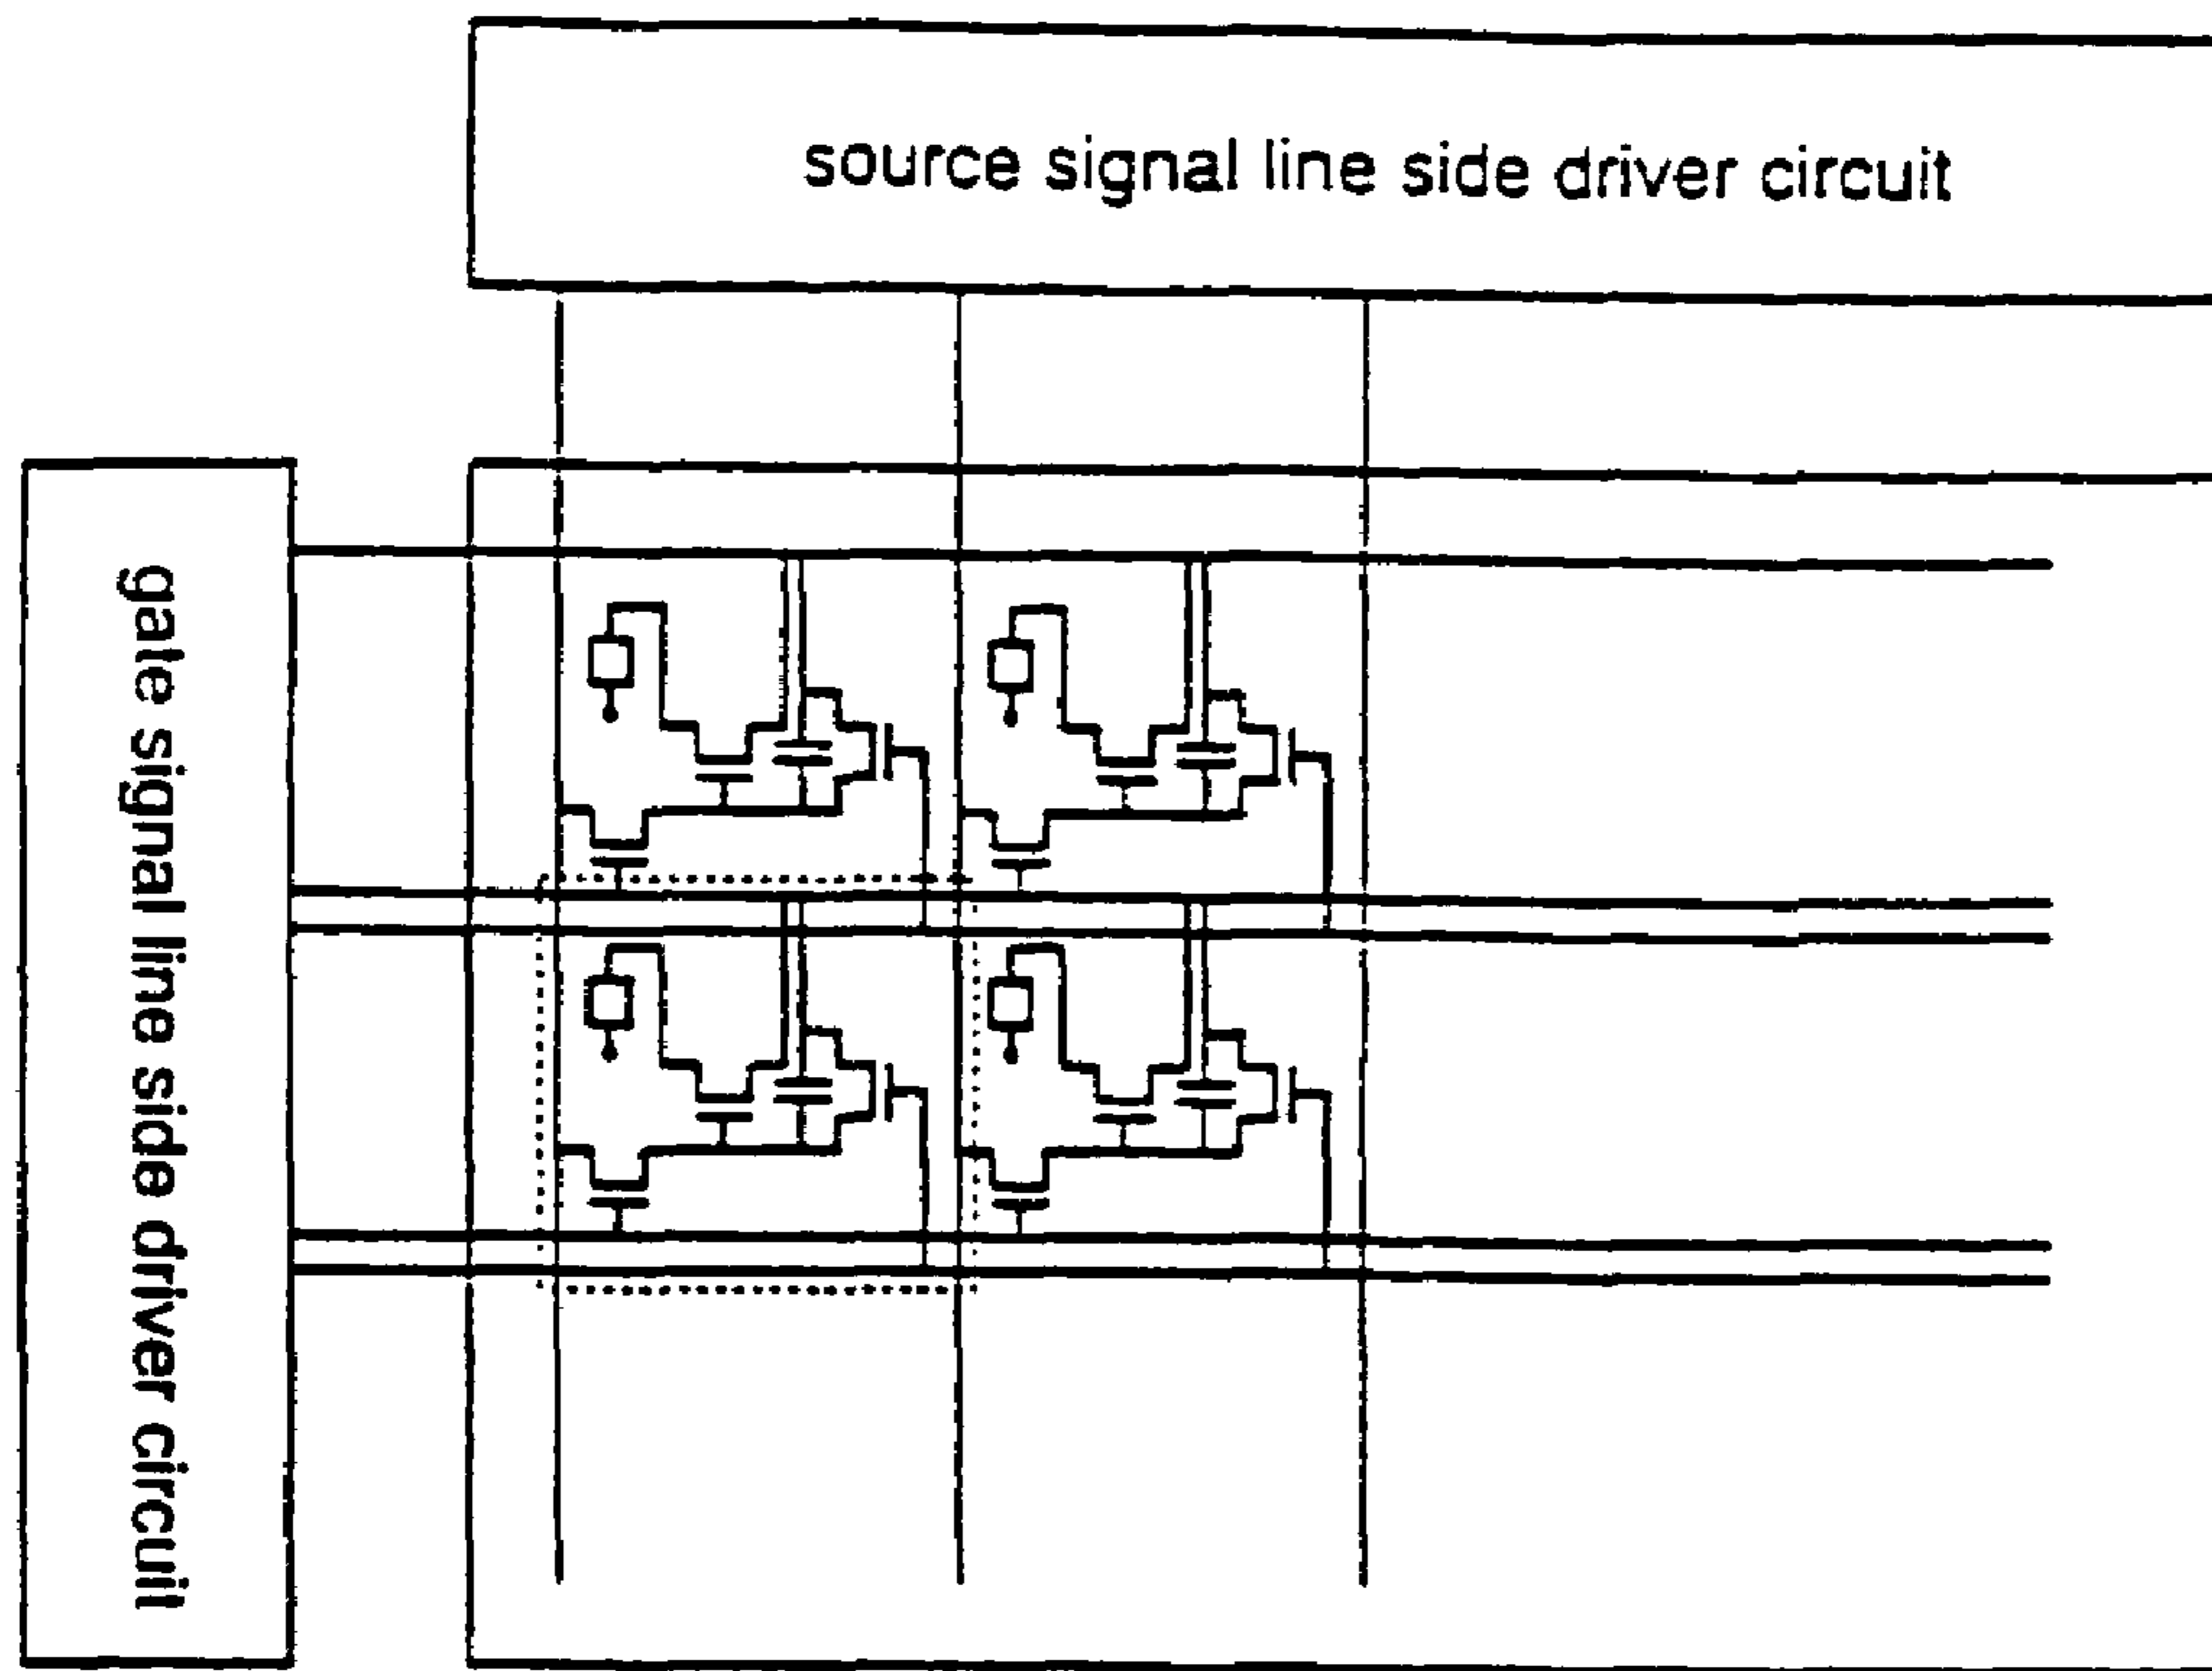 source signal line side driver circuit
gate signal line side driver circuit